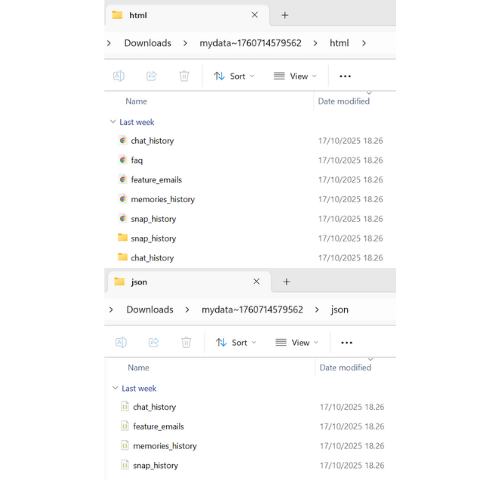 html
Downloads > mydata~1760714579562 > html >
Sort View
Name Date modified
Last week
chat_history 17/10/2025 18.26
faq 17/10/2025 18.26
feature_emails 17/10/2025 18.26
memories_history 17/10/2025 18.26
snap_history 17/10/2025 18.26
snap_history 17/10/2025 18.26
chat_history 17/10/2025 18.26
json
Downloads > mydata~1760714579562 > json
Sort View
Name Date modified
Last week
chat_history 17/10/2025 18.26
feature_emails 17/10/2025 18.26
memories_history 17/10/2025 18.26
snap_history 17/10/2025 18.26